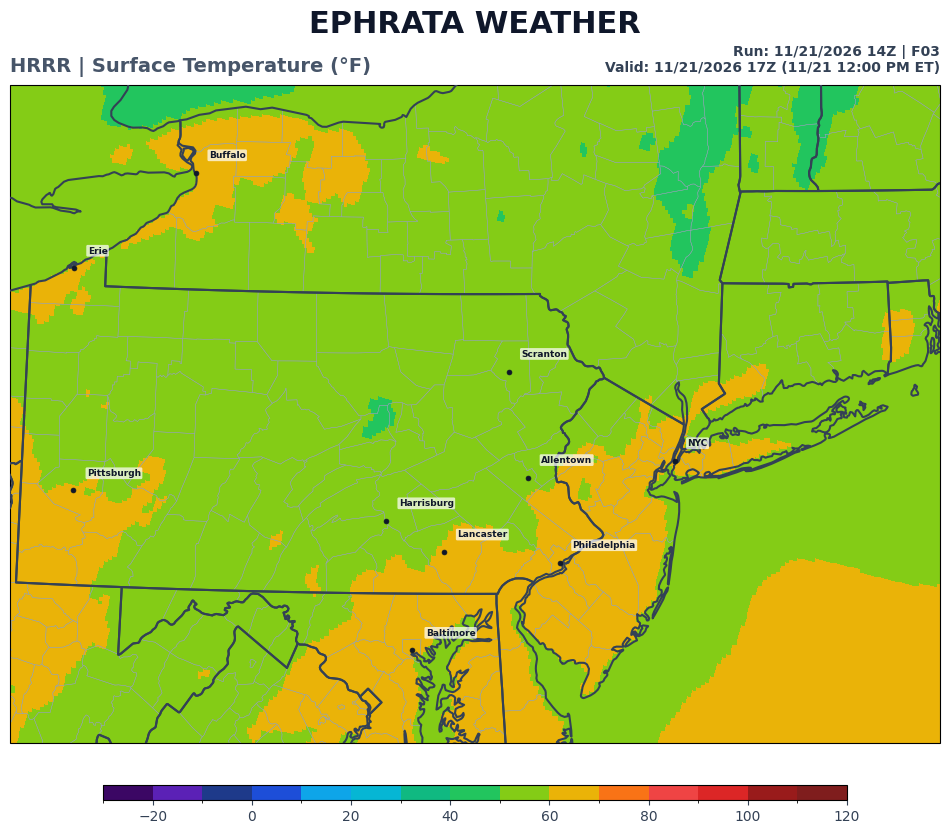 EPHRATA WEATHER
HRRR | Surface Temperature (°F)
Run: 11/21/2026 14Z | F03
Valid: 11/21/2026 17Z (11/21 12:00 PM ET)
Buffalo
Erie
Scranton
NYC
Allentown
Pittsburgh
Harrisburg
Lancaster
Philadelphia
Baltimore
−20 0 20 40 60 80 100 120